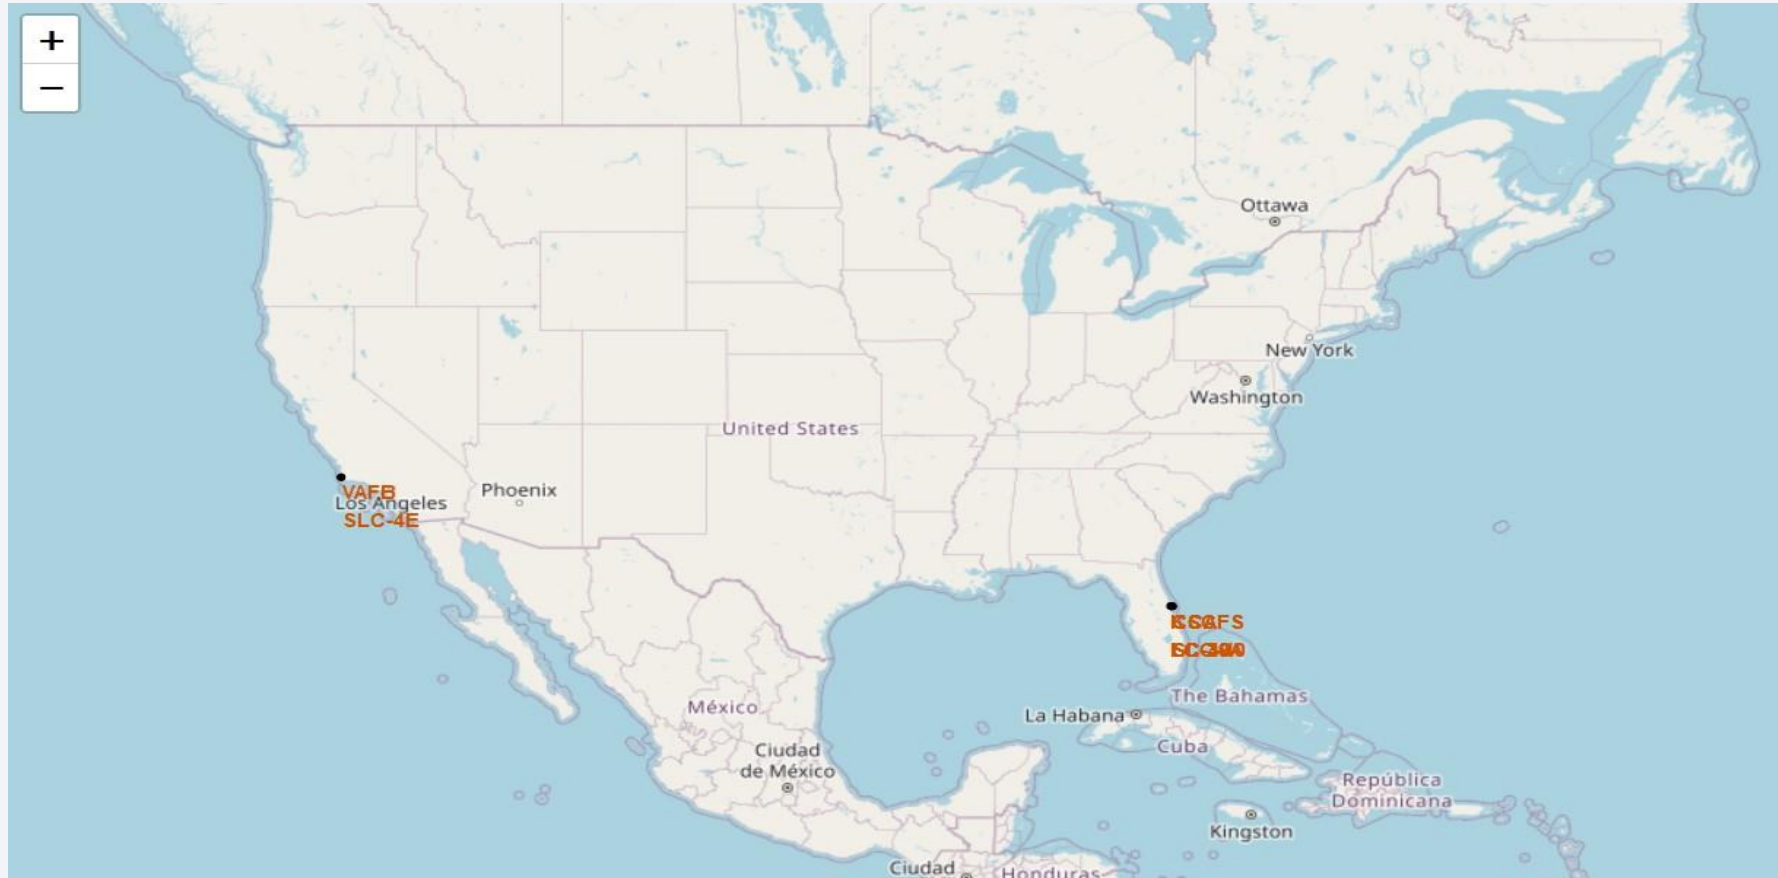 +
−
Ottawa
New York
Washington
United States
VAFB
Los Angeles
SLC-4E
Phoenix
The Bahamas
La Habana
México
Cuba
Ciudad
de México
República
Dominicana
Kingston
Ciudad
Honduras